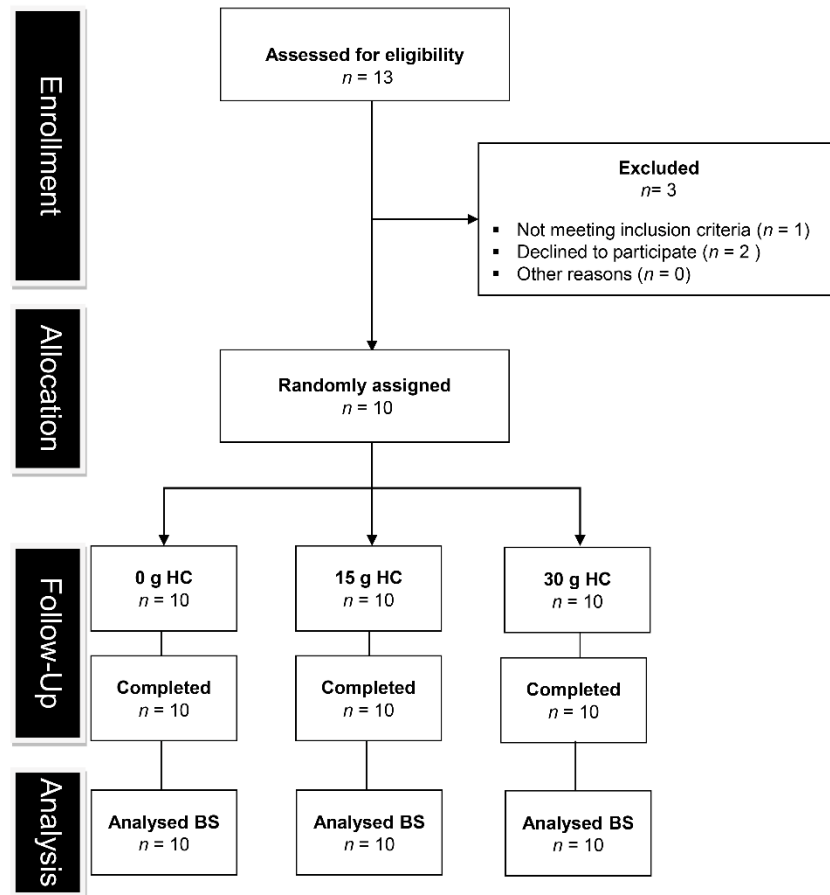 Enrollment
Assessed for eligibility
n = 13
Excluded
n= 3
▪ Not meeting inclusion criteria (n = 1)
▪ Declined to participate (n = 2 )
▪ Other reasons (n = 0)
Allocation
Randomly assigned
n = 10
Follow-Up
0 g HC
n = 10
15 g HC
n = 10
30 g HC
n = 10
Completed
n = 10
Completed
n = 10
Completed
n = 10
Analysis
Analysed BS
n = 10
Analysed BS
n = 10
Analysed BS
n = 10